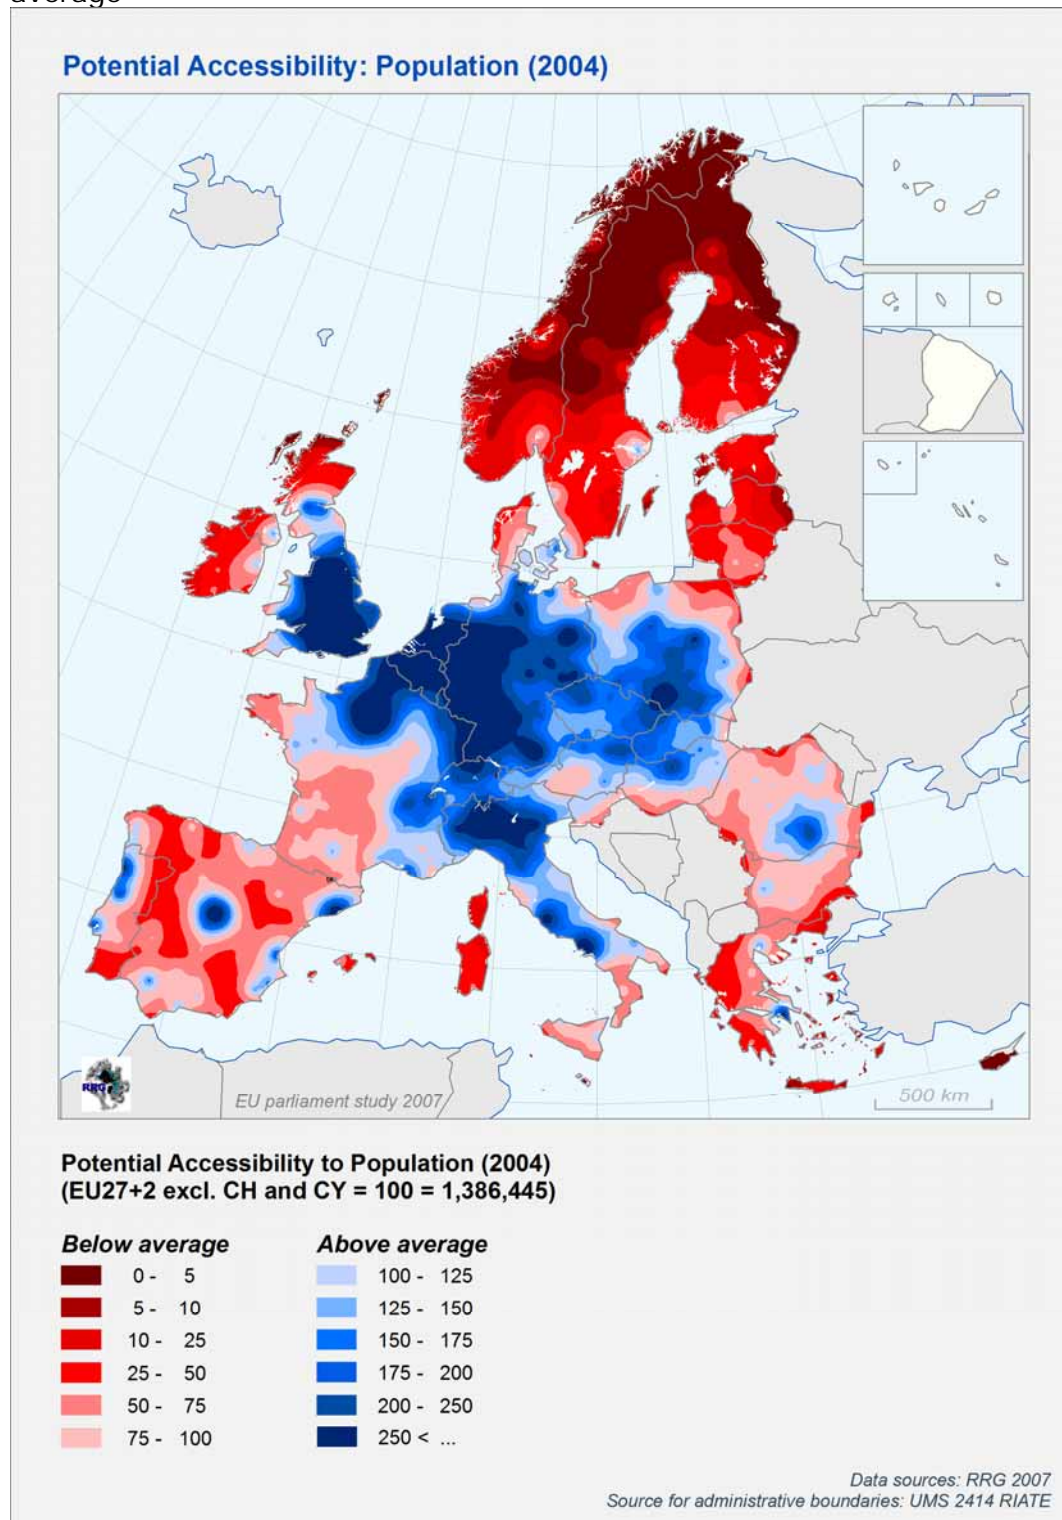 average
Potential Accessibility: Population (2004)
RRG
EU parliament study 2007
500 km
Potential Accessibility to Population (2004)
(EU27+2 excl. CH and CY = 100 = 1,386,445)
Below average
0 - 5
5 - 10
10 - 25
25 - 50
50 - 75
75 - 100
Above average
100 - 125
125 - 150
150 - 175
175 - 200
200 - 250
250 < ...
Data sources: RRG 2007
Source for administrative boundaries: UMS 2414 RIATE